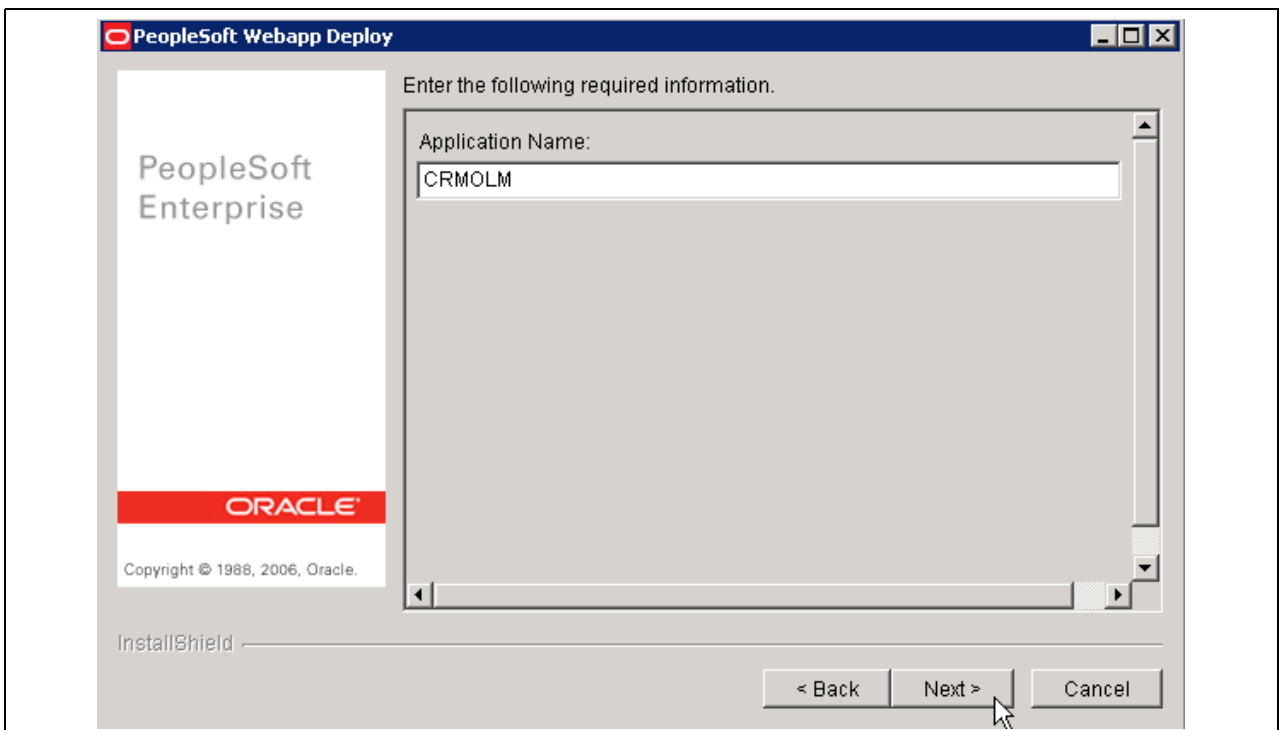 PeopleSoft Webapp Deploy
Enter the following required information.
PeopleSoft
Enterprise
Application Name:
CRMOLM
ORACLE®
Copyright © 1988, 2006, Oracle.
InstallShield
< Back
Next >
Cancel